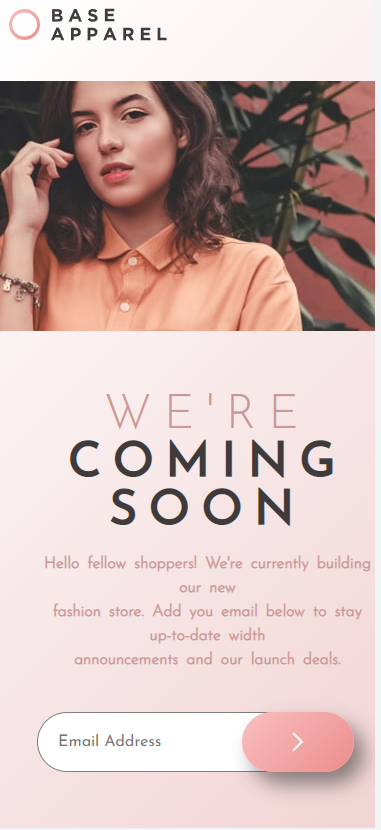 BASE
APPAREL
WE'RE
COMING
SOON
Hello fellow shoppers! We're currently building
our new
fashion store. Add you email below to stay
up-to-date width
announcements and our launch deals.
Email Address